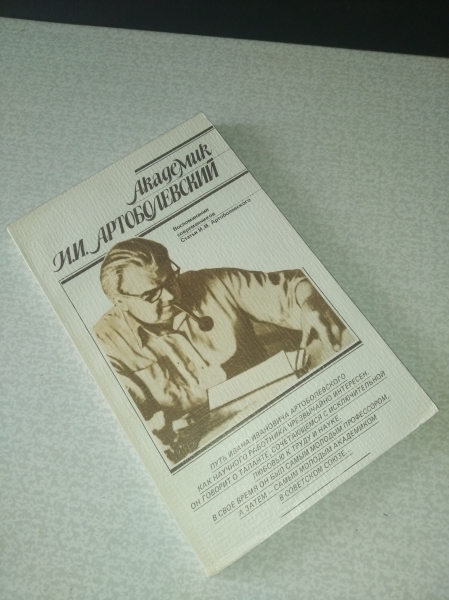 Академик
И.И. АРТОБОЛЕВСКИЙ
Воспоминания
современников
Статьи И.И. Артоболевского
ПУТЬ ИВАНА ИВАНОВИЧА АРТОБОЛЕВСКОГО
КАК НАУЧНОГО РАБОТНИКА ЧРЕЗВЫЧАЙНО ИНТЕРЕСЕН.
ОН ГОВОРИТ О ТАЛАНТЕ, СОЧЕТАЮЩЕМСЯ С ИСКЛЮЧИТЕЛЬНОЙ
ЛЮБОВЬЮ К ТРУДУ И НАУКЕ.
В СВОЕ ВРЕМЯ ОН БЫЛ САМЫМ МОЛОДЫМ ПРОФЕССОРОМ,
А ЗАТЕМ – САМЫМ МОЛОДЫМ АКАДЕМИКОМ
В СОВЕТСКОМ СОЮЗЕ...